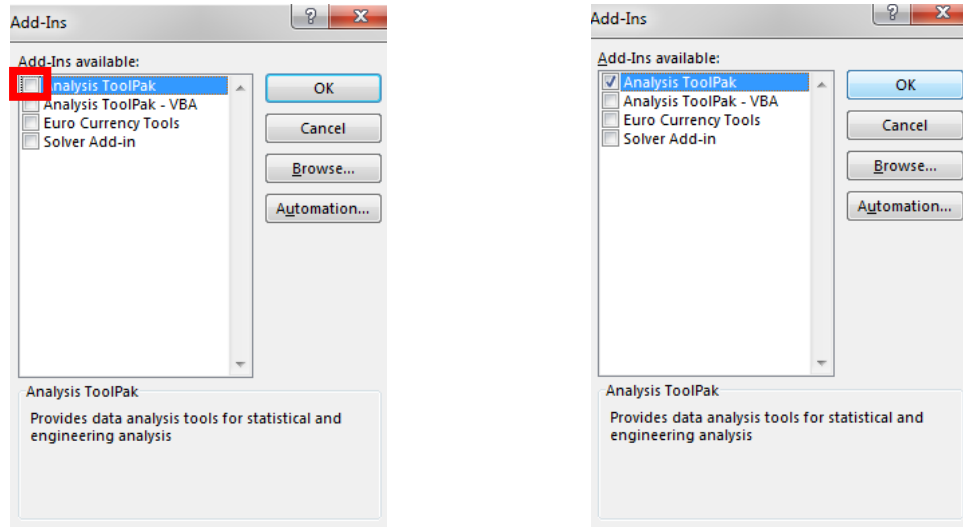 Add-Ins
?
X
Add-Ins available:
Analysis ToolPak
Analysis ToolPak - VBA
Euro Currency Tools
Solver Add-in
OK
Cancel
Browse...
Automation...
Analysis ToolPak
Provides data analysis tools for statistical and
engineering analysis
Add-Ins
?
X
Add-Ins available:
Analysis ToolPak
Analysis ToolPak - VBA
Euro Currency Tools
Solver Add-in
OK
Cancel
Browse...
Automation...
Analysis ToolPak
Provides data analysis tools for statistical and
engineering analysis